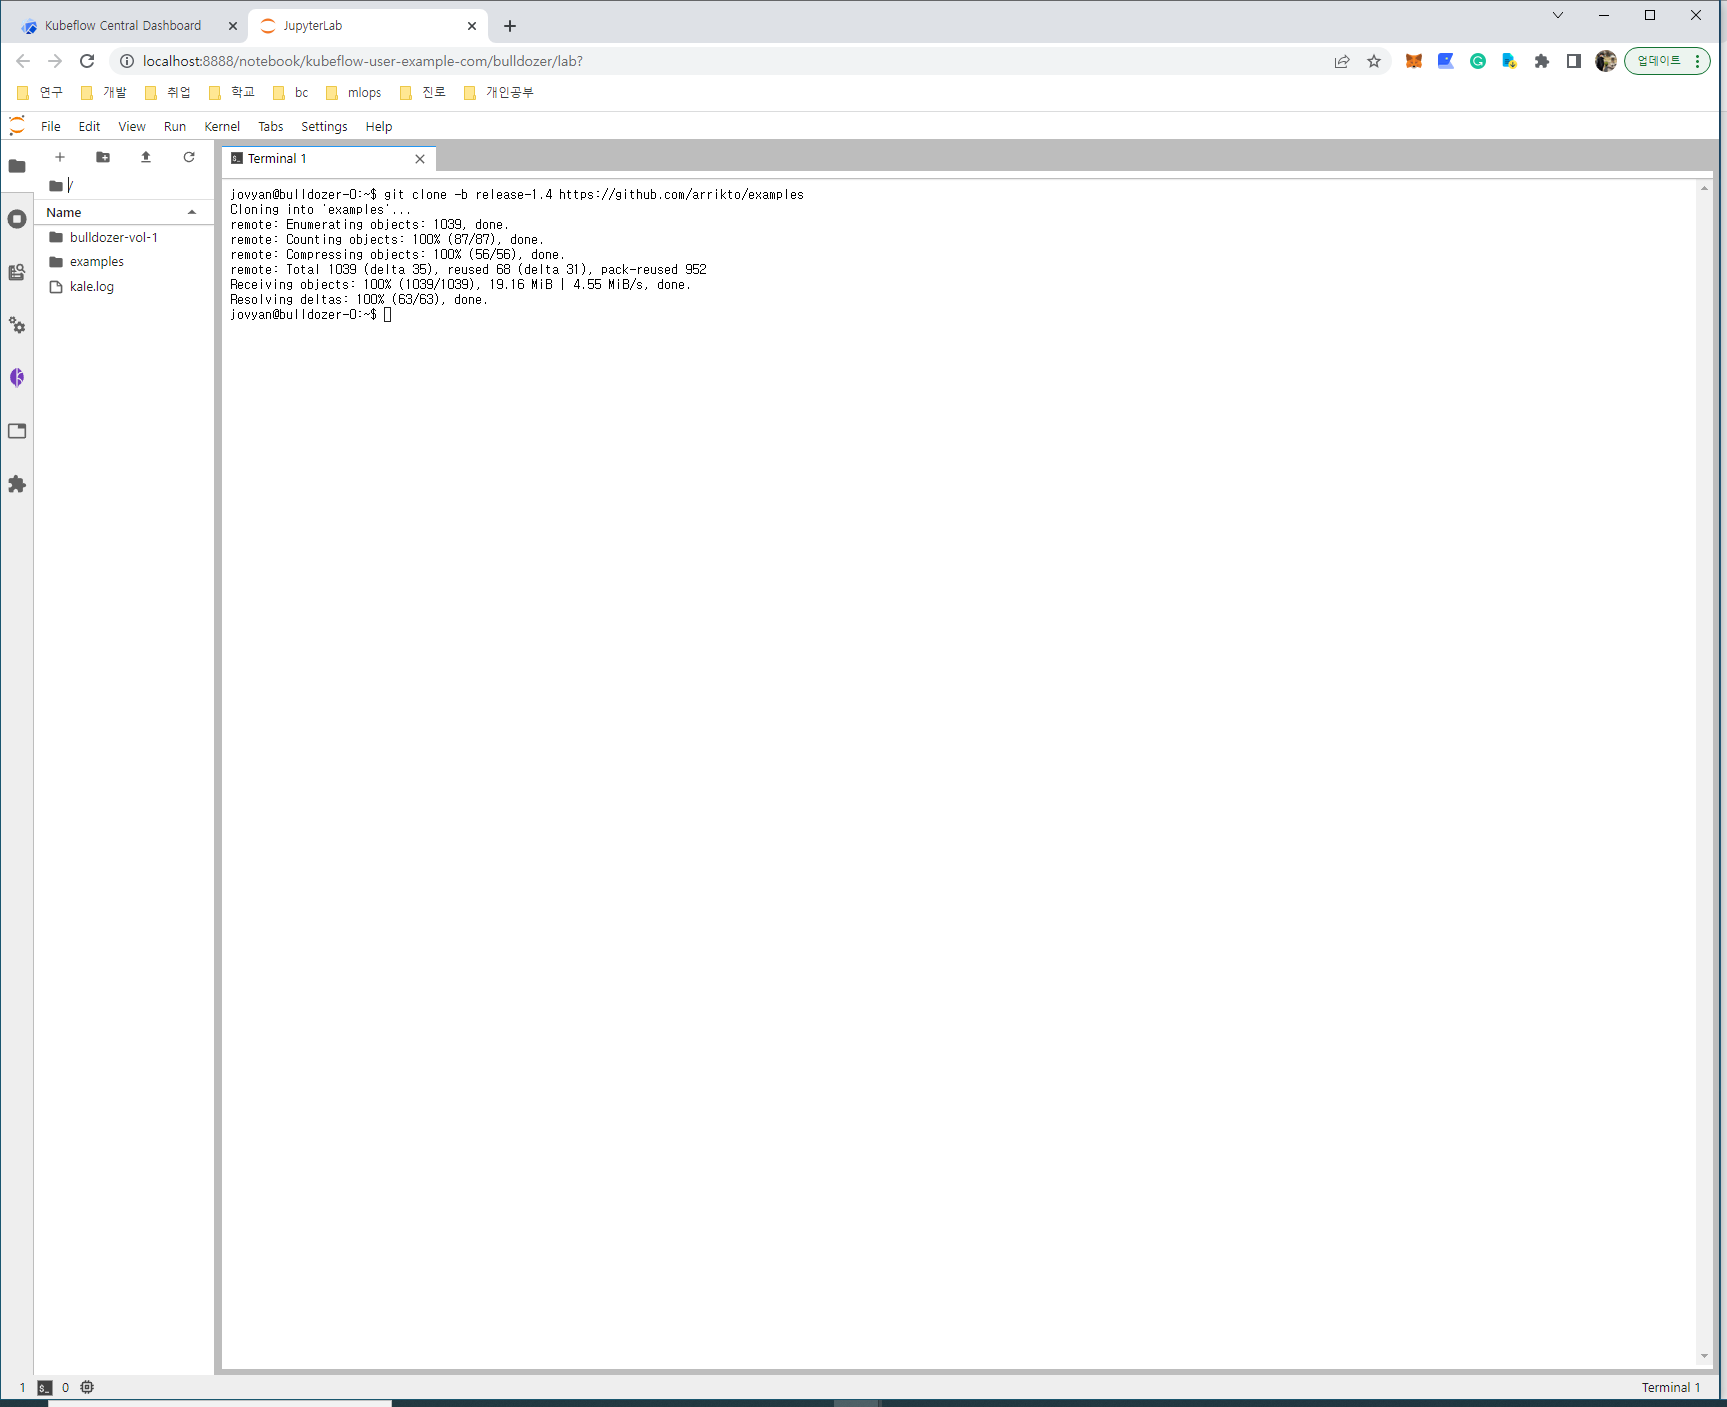 Kubeflow Central Dashboard
JupyterLab
localhost:8888/notebook/kubeflow-user-example-com/bulldozer/lab?
업데이트
연구 개발 취업 학교 bc mlops 진로 개인공부
File Edit View Run Kernel Tabs Settings Help
Terminal 1
/
Name
bulldozer-vol-1
examples
kale.log
jovyan@bulldozer-0:~$ git clone -b release-1.4 https://github.com/arrikto/examples
Cloning into 'examples'...
remote: Enumerating objects: 1039, done.
remote: Counting objects: 100% (87/87), done.
remote: Compressing objects: 100% (56/56), done.
remote: Total 1039 (delta 35), reused 68 (delta 31), pack-reused 952
Receiving objects: 100% (1039/1039), 19.16 MiB | 4.55 MiB/s, done.
Resolving deltas: 100% (63/63), done.
jovyan@bulldozer-0:~$
1 0
Terminal 1